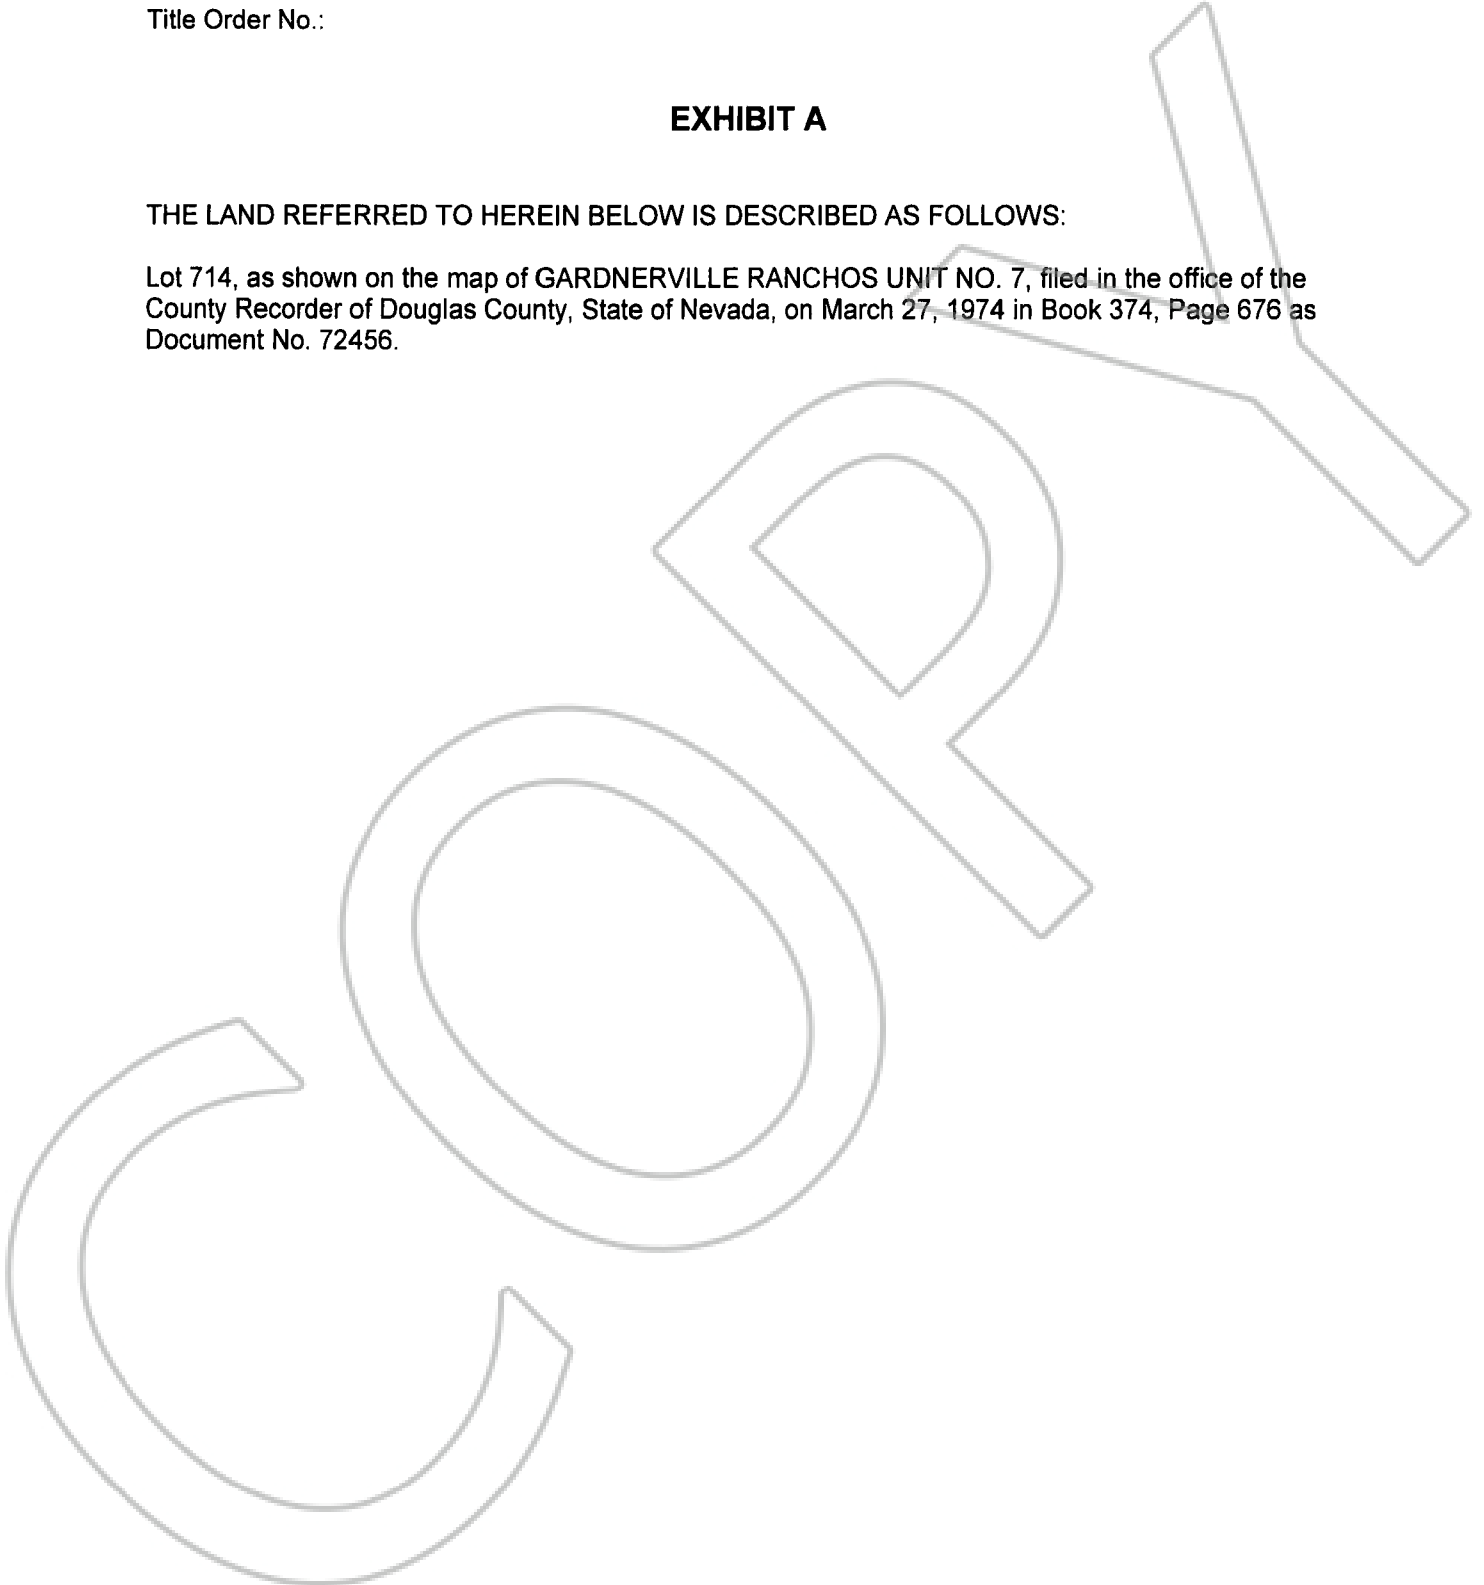 Title Order No.:
EXHIBIT A
THE LAND REFERRED TO HEREIN BELOW IS DESCRIBED AS FOLLOWS:
Lot 714, as shown on the map of GARDNERVILLE RANCHOS UNIT NO. 7, filed in the office of the
County Recorder of Douglas County, State of Nevada, on March 27, 1974 in Book 374, Page 676 as
Document No. 72456.
COPY